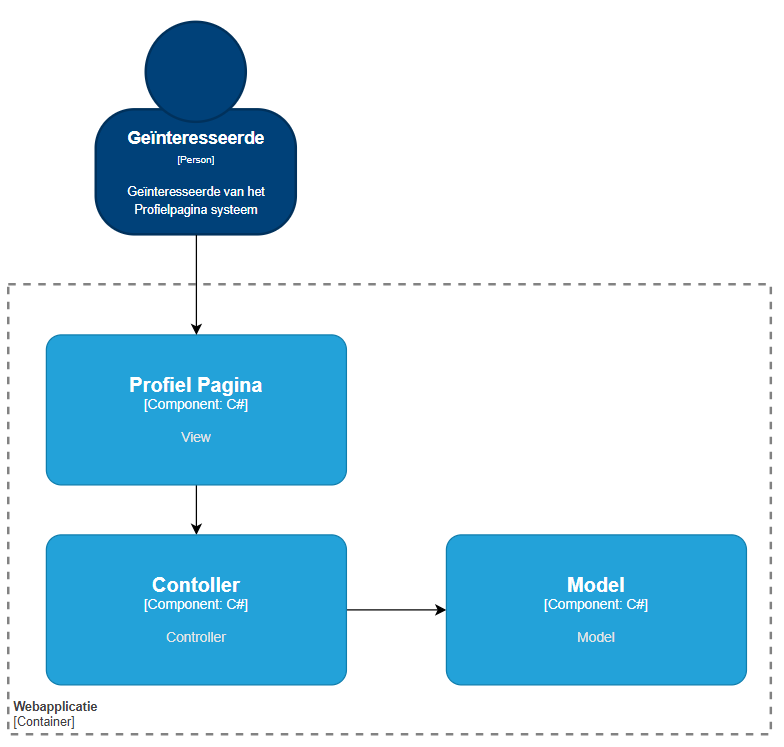 Geïnteresseerde
[Person]
Geïnteresseerde van het
Profielpagina systeem
Profiel Pagina
[Component: C#]
View
Contoller
[Component: C#]
Controller
Model
[Component: C#]
Model
Webapplicatie
[Container]